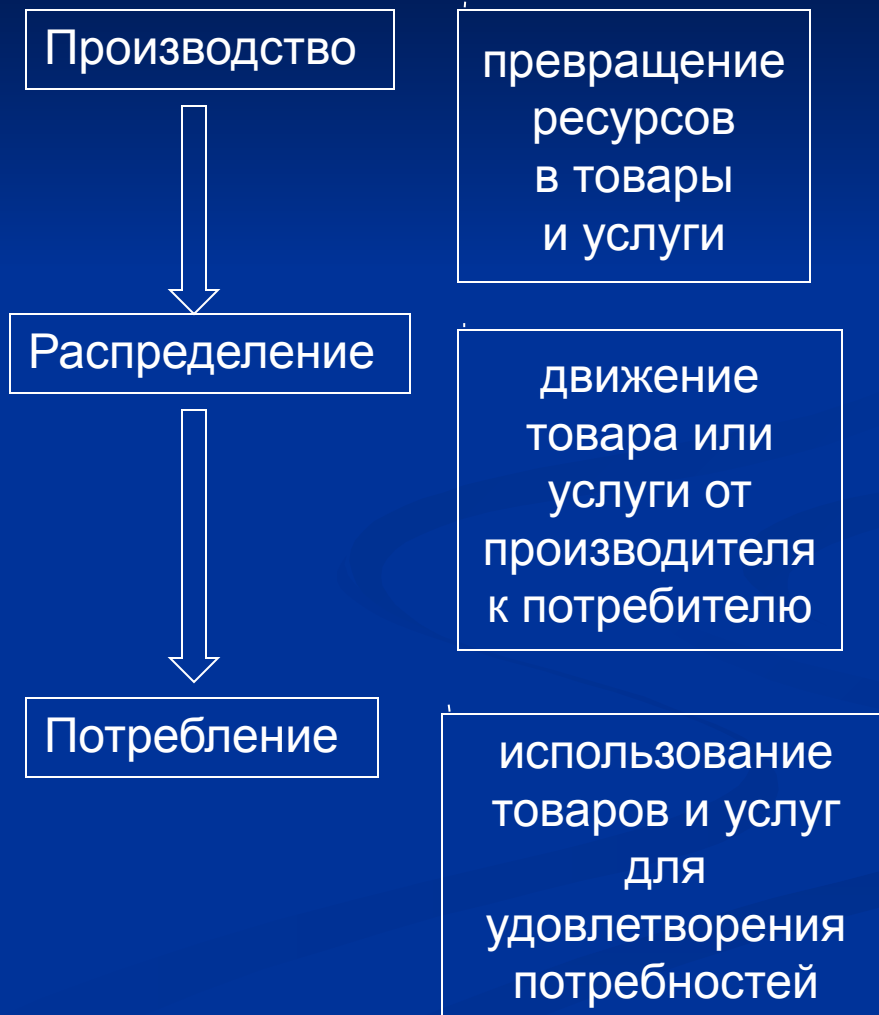 Производство
превращение
ресурсов
в товары
и услуги
Распределение
движение
товара или
услуги от
производителя
к потребителю
Потребление
использование
товаров и услуг
для
удовлетворения
потребностей